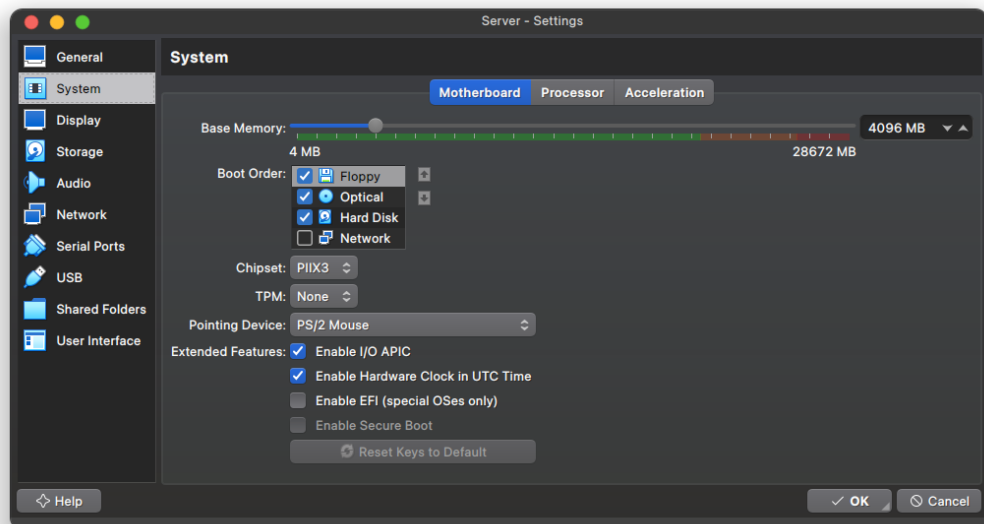 Server - Settings
General
System
Display
Storage
Audio
Network
Serial Ports
USB
Shared Folders
User Interface
System
Motherboard Processor Acceleration
Base Memory: 4096 MB
4 MB 28672 MB
Boot Order: Floppy
Optical
Hard Disk
Network
Chipset: PIIX3
TPM: None
Pointing Device: PS/2 Mouse
Extended Features: Enable I/O APIC
Enable Hardware Clock in UTC Time
Enable EFI (special OSes only)
Enable Secure Boot
Reset Keys to Default
Help OK Cancel